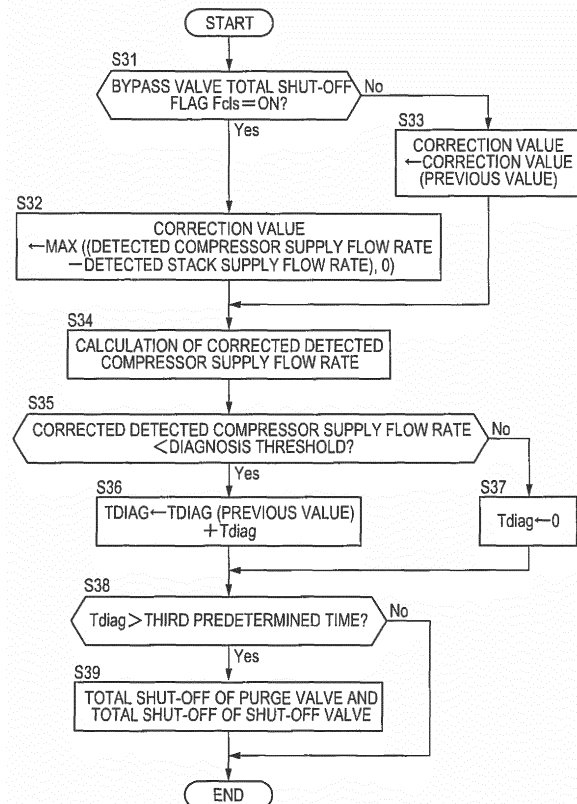 START
S31
BYPASS VALVE TOTAL SHUT-OFF
FLAG Fcls=ON?
No
Yes
S33
CORRECTION VALUE
←CORRECTION VALUE
(PREVIOUS VALUE)
S32
CORRECTION VALUE
←MAX ((DETECTED COMPRESSOR SUPPLY FLOW RATE
−DETECTED STACK SUPPLY FLOW RATE), 0)
S34
CALCULATION OF CORRECTED DETECTED
COMPRESSOR SUPPLY FLOW RATE
S35
CORRECTED DETECTED COMPRESSOR SUPPLY FLOW RATE
<DIAGNOSIS THRESHOLD?
No
Yes
S36
TDIAG←TDIAG (PREVIOUS VALUE)
+Tdiag
S37
Tdiag←0
S38
Tdiag>THIRD PREDETERMINED TIME?
No
Yes
S39
TOTAL SHUT-OFF OF PURGE VALVE AND
TOTAL SHUT-OFF OF SHUT-OFF VALVE
END